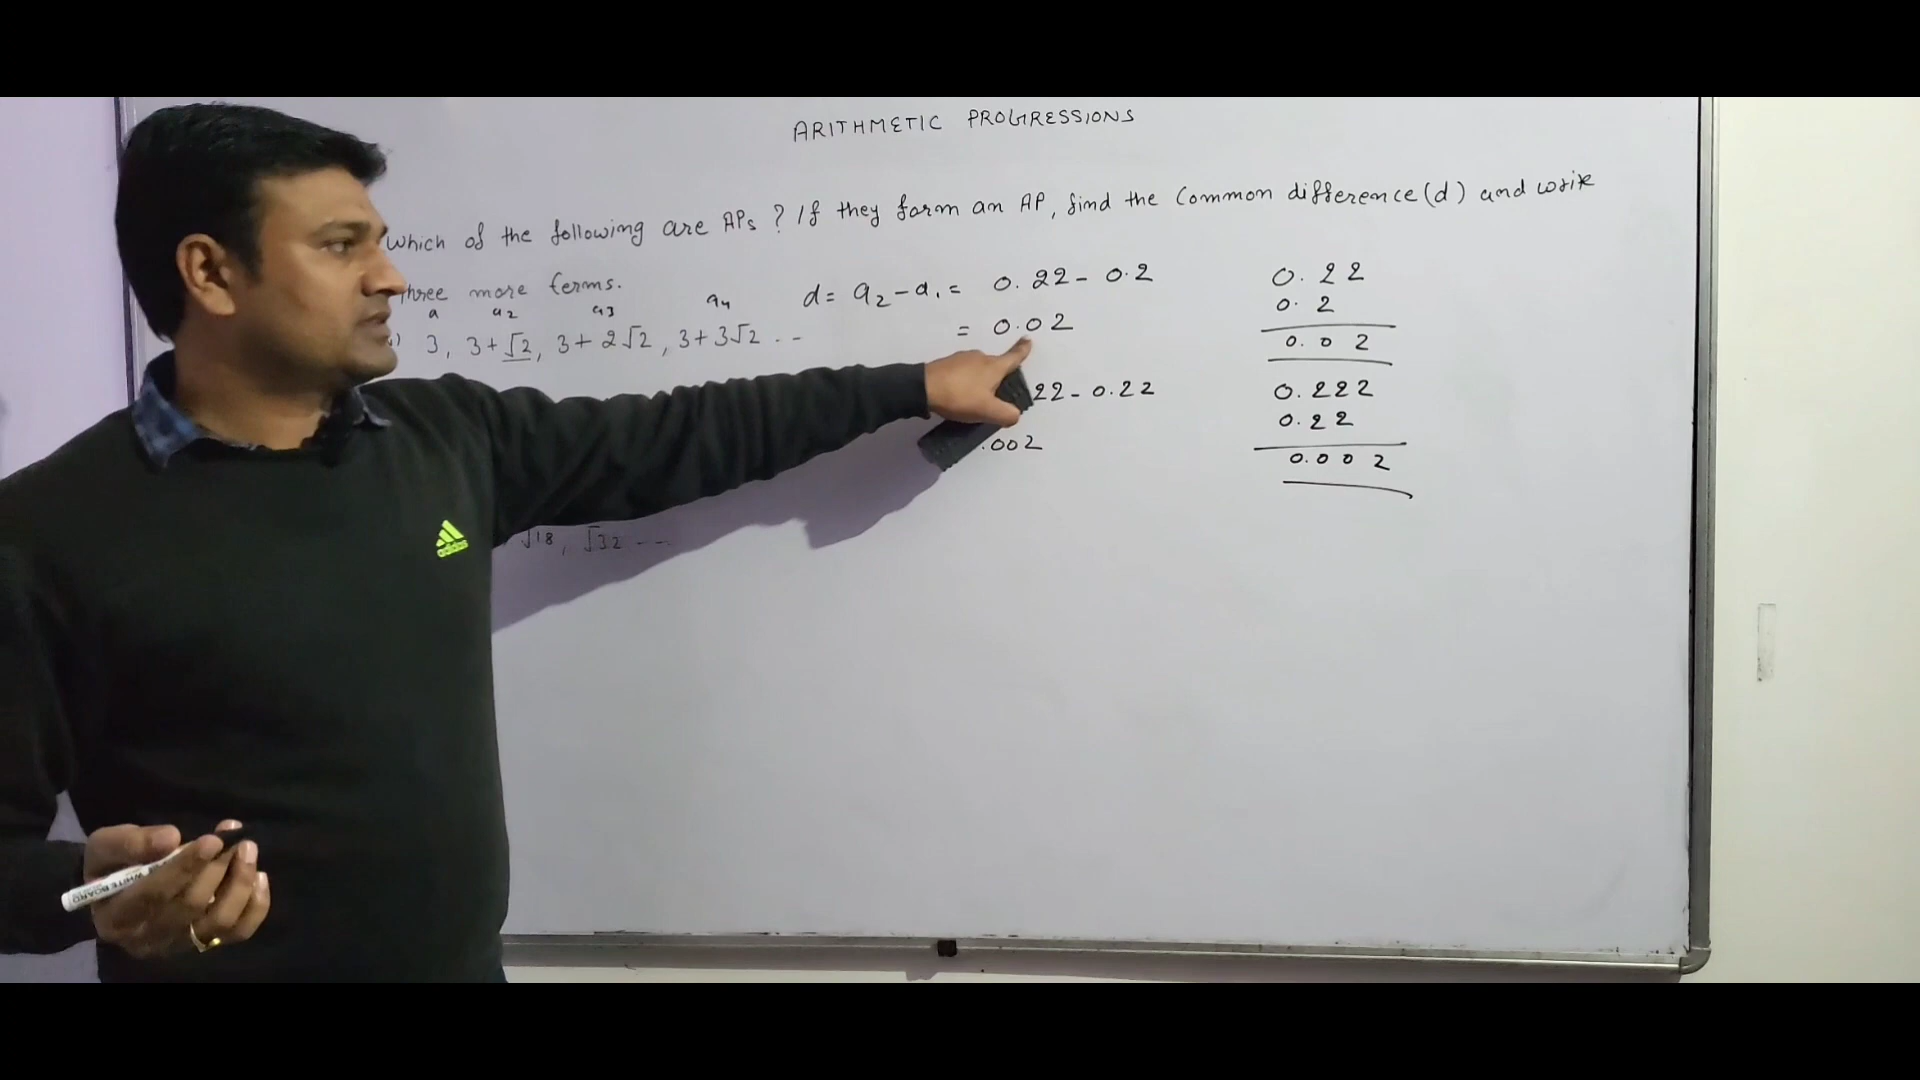 ARITHMETIC PROGRESSIONS
Which of the following are APs ? If they form an AP, find the Common difference (d) and write
three more terms.
a a2 a3 a4
3, 3+√2, 3+2√2, 3+3√2 ..
d = a2 - a1 = 0.22 - 0.2
= 0.02
22 - 0.22
.002
√18, √32 --
0.22
0.2
0.02
0.222
0.22
0.002
adidas
WHITE BOARD